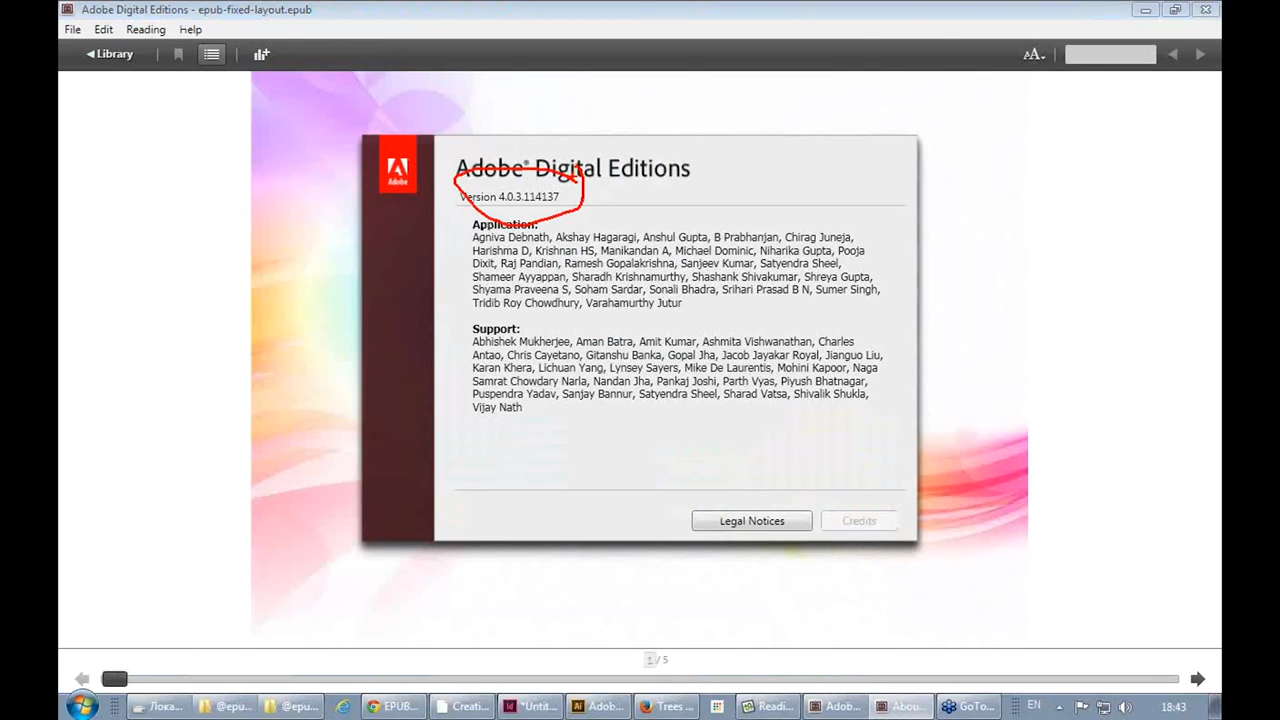 Adobe Digital Editions - epub-fixed-layout.epub
File Edit Reading Help
Library
Adobe
Adobe® Digital Editions
Version 4.0.3.114137
Application:
Agniva Debnath, Akshay Hagaragi, Anshul Gupta, B Prabhanjan, Chirag Juneja,
Harishma D, Krishnan HS, Manikandan A, Michael Dominic, Niharika Gupta, Pooja
Dixit, Raj Pandian, Ramesh Gopalakrishna, Sanjeev Kumar, Satyendra Sheel,
Shameer Ayyappan, Sharadh Krishnamurthy, Shashank Shivakumar, Shreya Gupta,
Shyama Praveena S, Soham Sardar, Sonali Bhadra, Srihari Prasad B N, Sumer Singh,
Tridib Roy Chowdhury, Varahamurthy Jutur
Support:
Abhishek Mukherjee, Aman Batra, Amit Kumar, Ashmita Vishwanathan, Charles
Antao, Chris Cayetano, Gitanshu Banka, Gopal Jha, Jacob Jayakar Royal, Jianguo Liu,
Karan Khera, Lichuan Yang, Lynsey Sayers, Mike De Laurentis, Mohini Kapoor, Naga
Samrat Chowdary Narla, Nandan Jha, Pankaj Joshi, Parth Vyas, Piyush Bhatnagar,
Puspendra Yadav, Sanjay Bannur, Satyendra Sheel, Sharad Vatsa, Shivalik Shukla,
Vijay Nath
Legal Notices Credits
1 / 5
Лока... @epu... @epu... EPUB... Creati... *Untit... Adob... Trees ... Readi... Adob... Abou... GoTo... EN 18:43